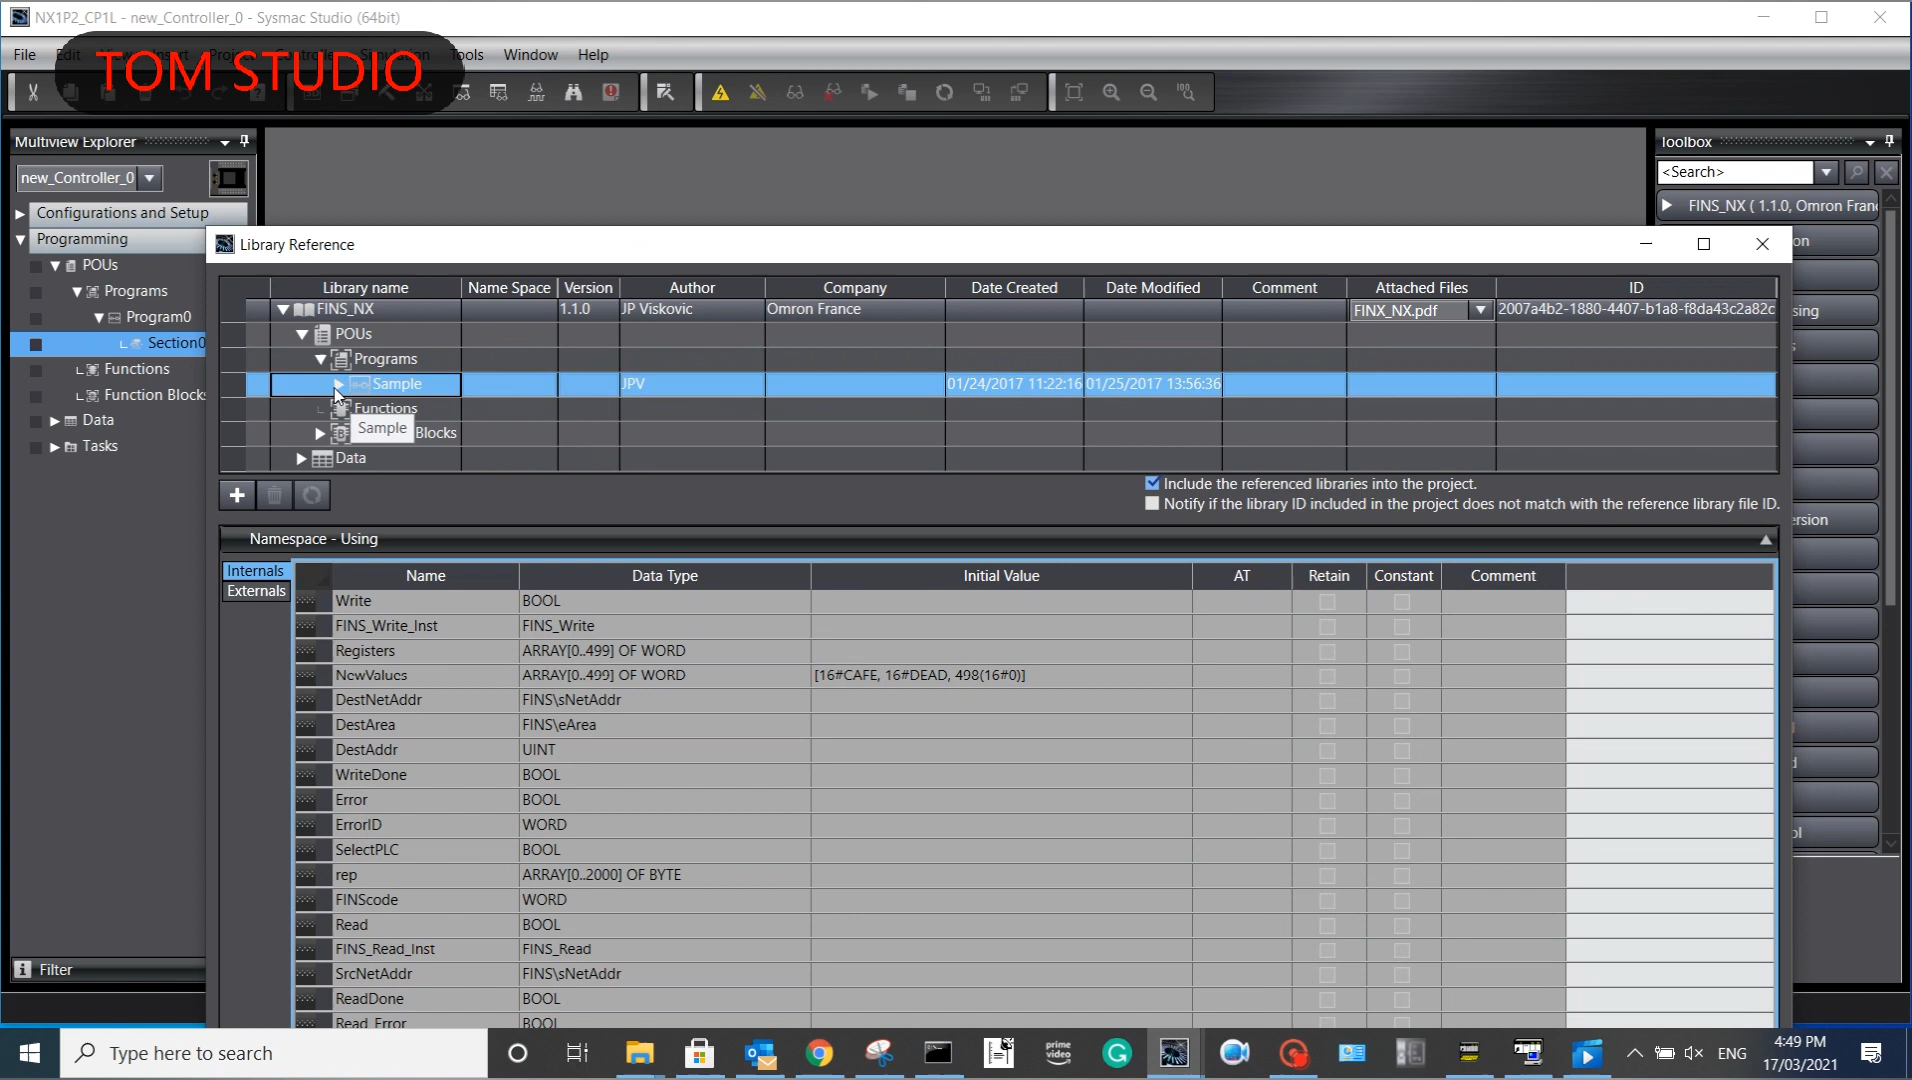 NX1P2_CP1L - new_Controller_0 - Sysmac Studio (64bit)
File Tools Window Help
TOM STUDIO
Multiview Explorer
new_Controller_0
Configurations and Setup
Programming
POUs
Programs
Program0
Section0
Functions
Function Blocks
Data
Tasks
Filter
Toolbox
<Search>
FINS_NX ( 1.1.0, Omron Fran
Library Reference
Library name Name Space Version Author Company Date Created Date Modified Comment Attached Files ID
FINS_NX 1.1.0 JP Viskovic Omron France FINX_NX.pdf 2007a4b2-1880-4407-b1a8-f8da43c2a82c
POUs
Programs
Sample JPV 01/24/2017 11:22:16 01/25/2017 13:56:36
Functions
Sample
Blocks
Data
Include the referenced libraries into the project.
Notify if the library ID included in the project does not match with the reference library file ID.
Namespace - Using
Internals
Externals
Name Data Type Initial Value AT Retain Constant Comment
Write BOOL
FINS_Write_Inst FINS_Write
Registers ARRAY[0..499] OF WORD
NewValues ARRAY[0..499] OF WORD [16#CAFE, 16#DEAD, 498(16#0)]
DestNetAddr FINS\sNetAddr
DestArea FINS\eArea
DestAddr UINT
WriteDone BOOL
Error BOOL
ErrorID WORD
SelectPLC BOOL
rep ARRAY[0..2000] OF BYTE
FINScode WORD
Read BOOL
FINS_Read_Inst FINS_Read
SrcNetAddr FINS\sNetAddr
ReadDone BOOL
Read_Error BOOL
Type here to search
prime video
ENG
4:49 PM
17/03/2021